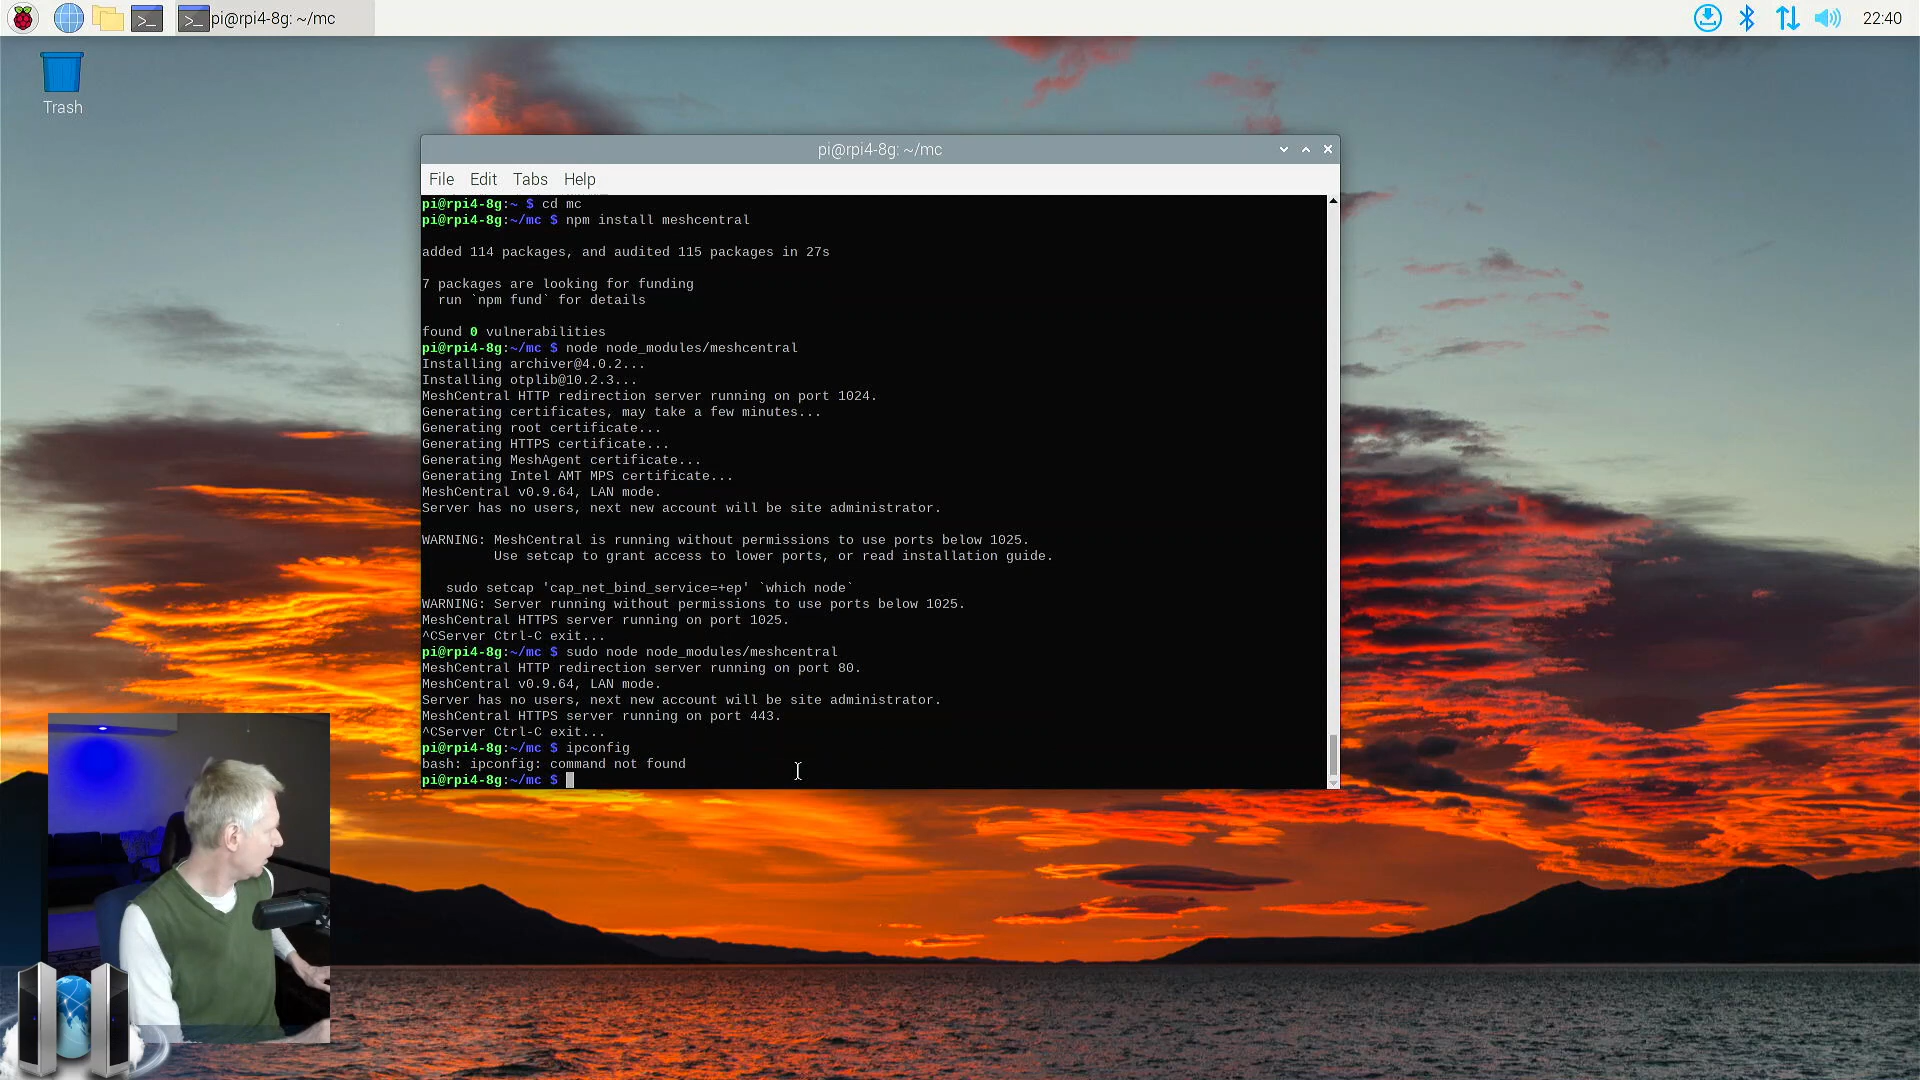 pi@rpi4-8g: ~/mc
22:40
Trash
pi@rpi4-8g: ~/mc
File Edit Tabs Help
pi@rpi4-8g:~ $ cd mc
pi@rpi4-8g:~/mc $ npm install meshcentral
added 114 packages, and audited 115 packages in 27s
7 packages are looking for funding
run `npm fund` for details
found 0 vulnerabilities
pi@rpi4-8g:~/mc $ node node_modules/meshcentral
Installing archiver@4.0.2...
Installing otplib@10.2.3...
MeshCentral HTTP redirection server running on port 1024.
Generating certificates, may take a few minutes...
Generating root certificate...
Generating HTTPS certificate...
Generating MeshAgent certificate...
Generating Intel AMT MPS certificate...
MeshCentral v0.9.64, LAN mode.
Server has no users, next new account will be site administrator.
WARNING: MeshCentral is running without permissions to use ports below 1025.
Use setcap to grant access to lower ports, or read installation guide.
sudo setcap 'cap_net_bind_service=+ep' `which node`
WARNING: Server running without permissions to use ports below 1025.
MeshCentral HTTPS server running on port 1025.
^CServer Ctrl-C exit...
pi@rpi4-8g:~/mc $ sudo node node_modules/meshcentral
MeshCentral HTTP redirection server running on port 80.
MeshCentral v0.9.64, LAN mode.
Server has no users, next new account will be site administrator.
MeshCentral HTTPS server running on port 443.
^CServer Ctrl-C exit...
pi@rpi4-8g:~/mc $ ipconfig
bash: ipconfig: command not found
pi@rpi4-8g:~/mc $